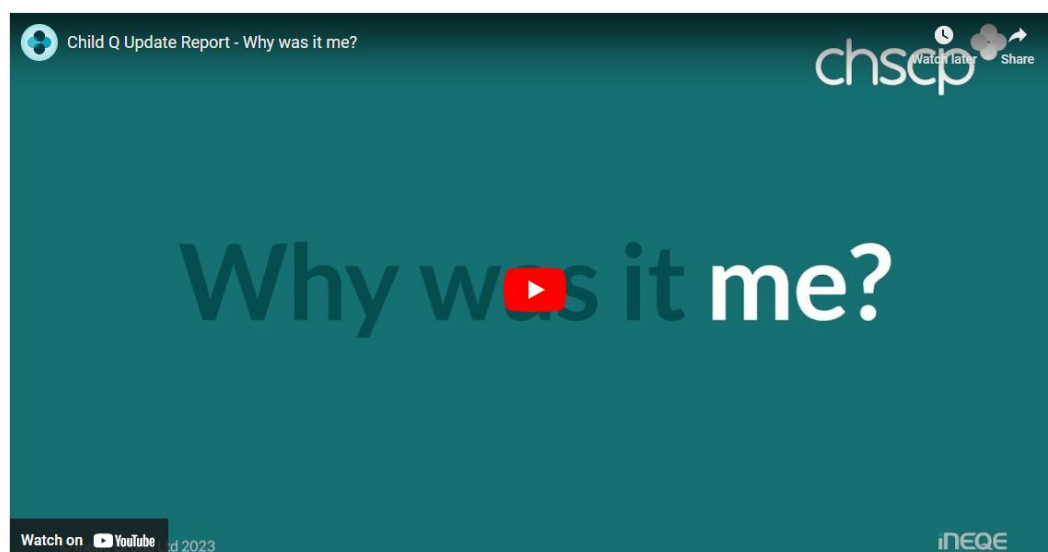 Child Q Update Report - Why was it me?
chscp
Watch later
Share
Why was it me?
Watch on YouTube
d 2023
iNEQE